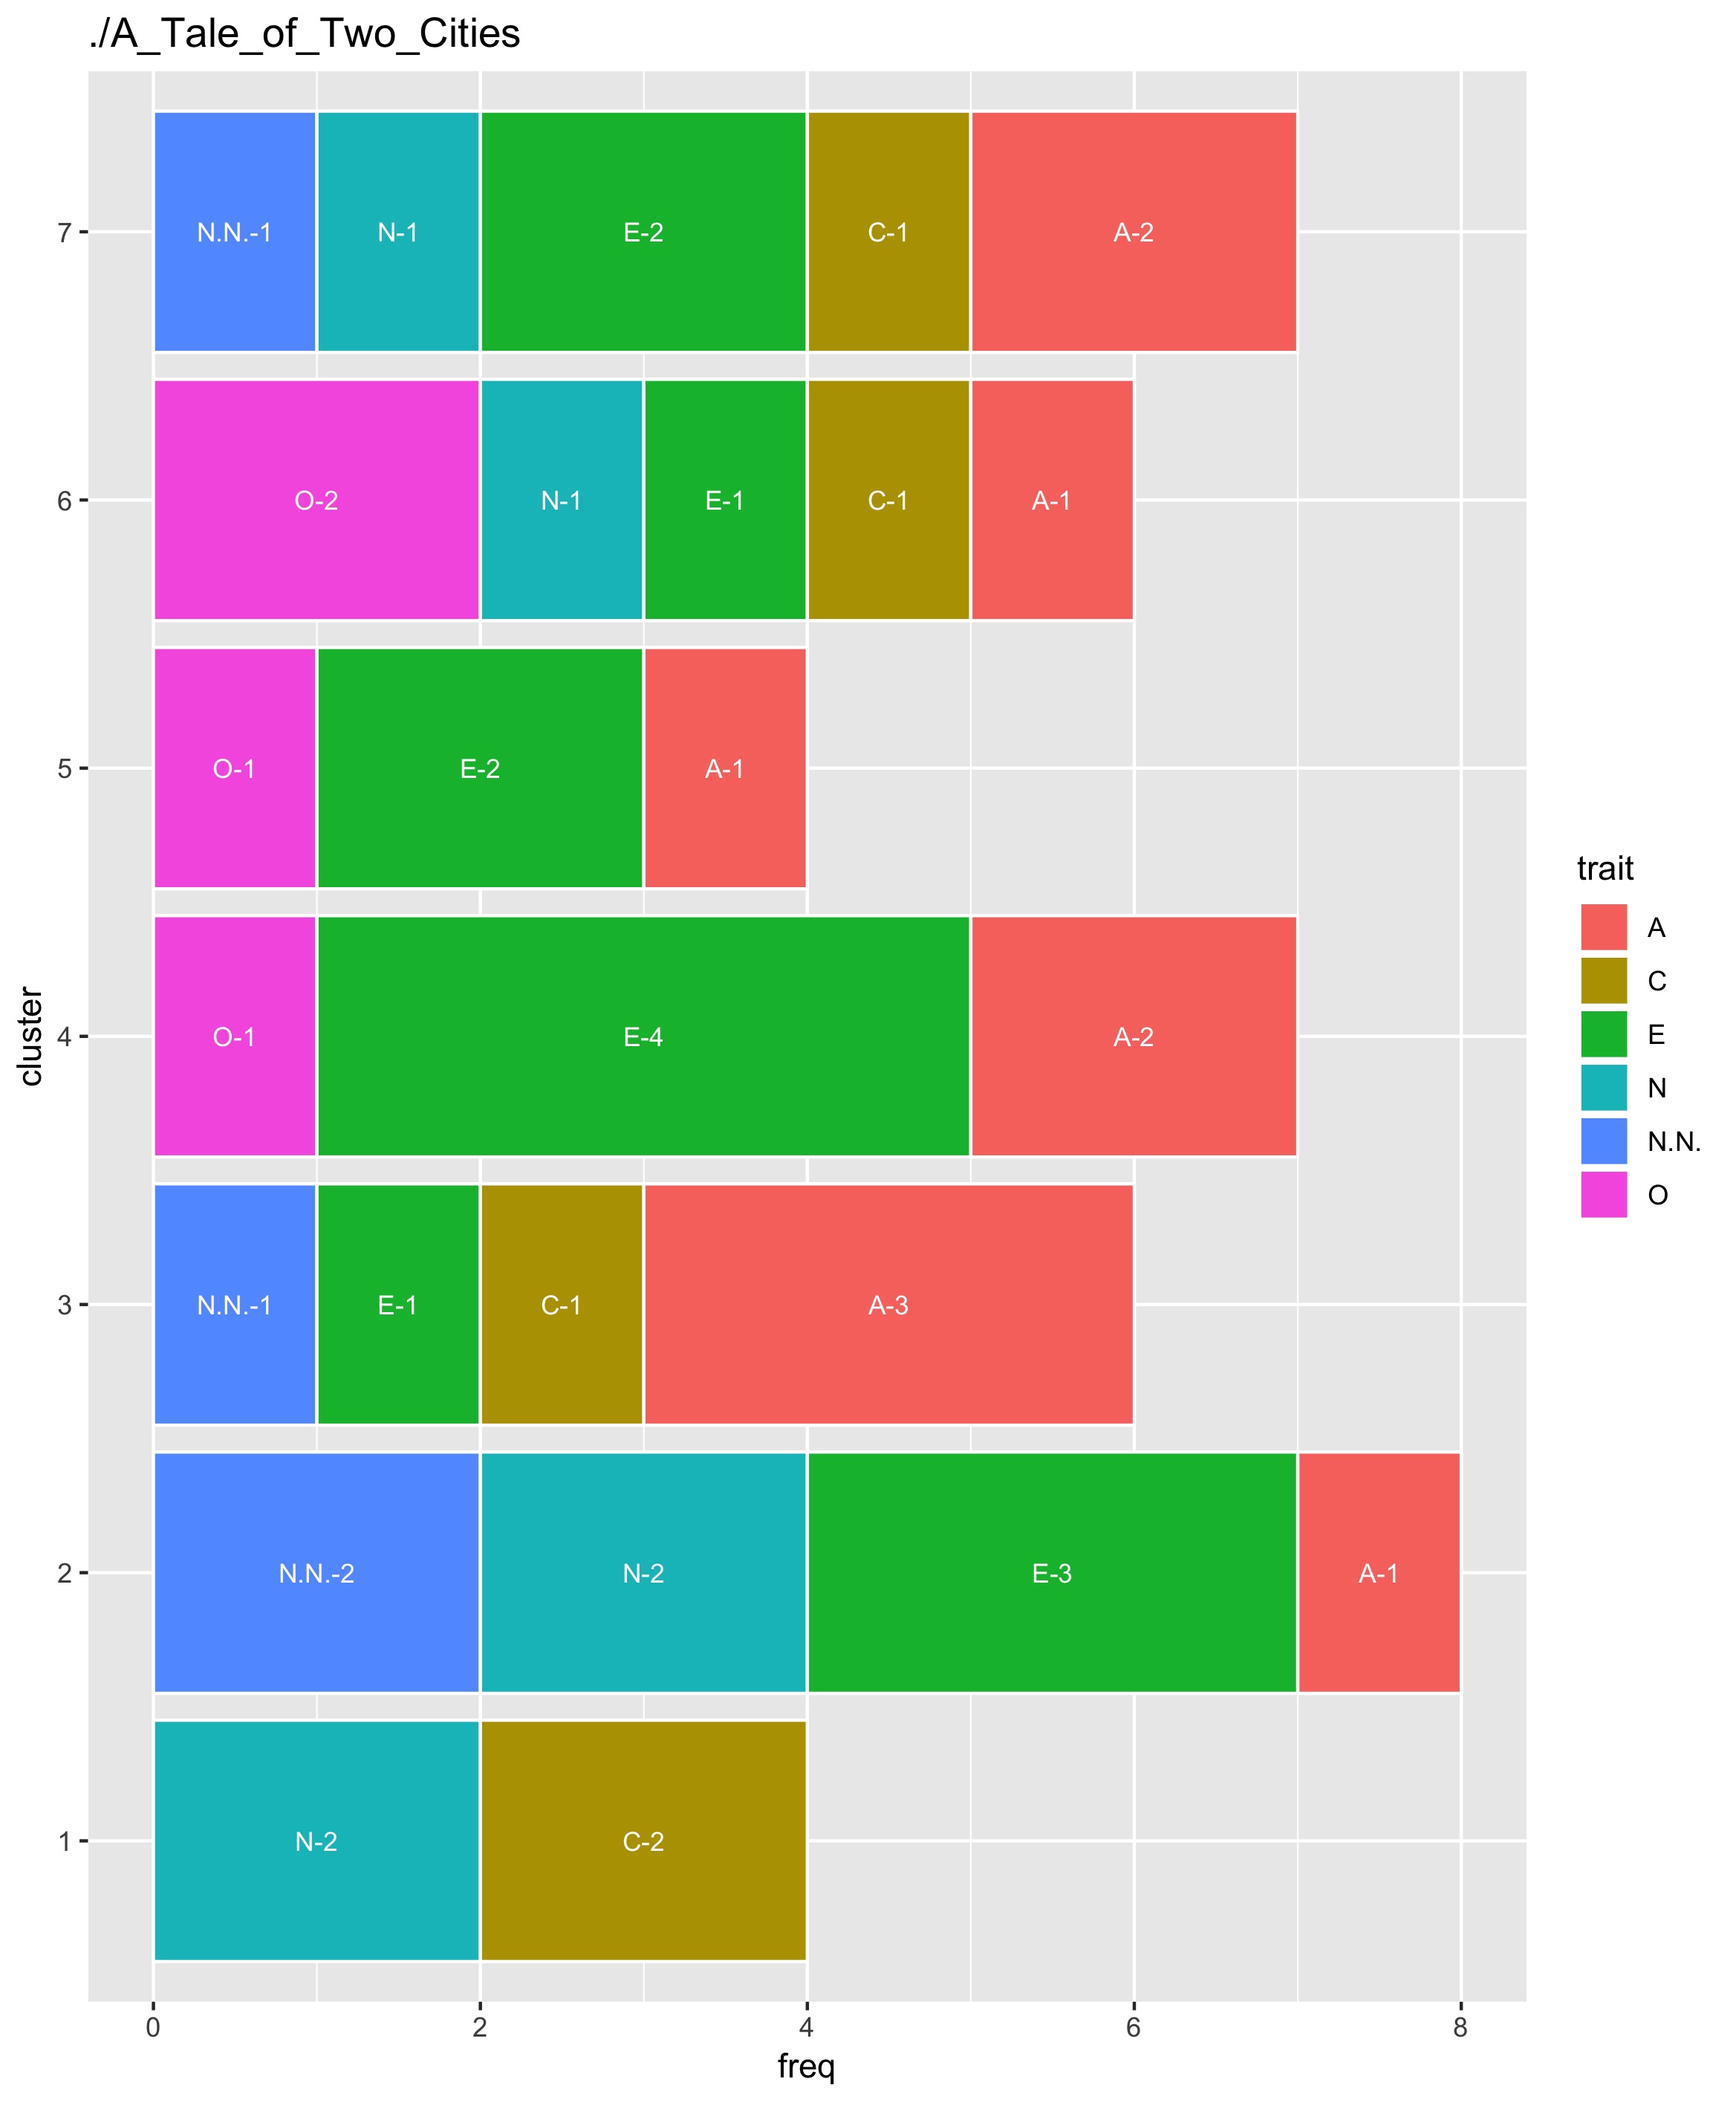 ./A_Tale_of_Two_Cities
7
N.N.-1 N-1 E-2 C-1 A-2
6
O-2 N-1 E-1 C-1 A-1
5
O-1 E-2 A-1
4
O-1 E-4 A-2
3
N.N.-1 E-1 C-1 A-3
2
N.N.-2 N-2 E-3 A-1
1
N-2 C-2
cluster
0 2 4 6 8
freq
trait
A
C
E
N
N.N.
O